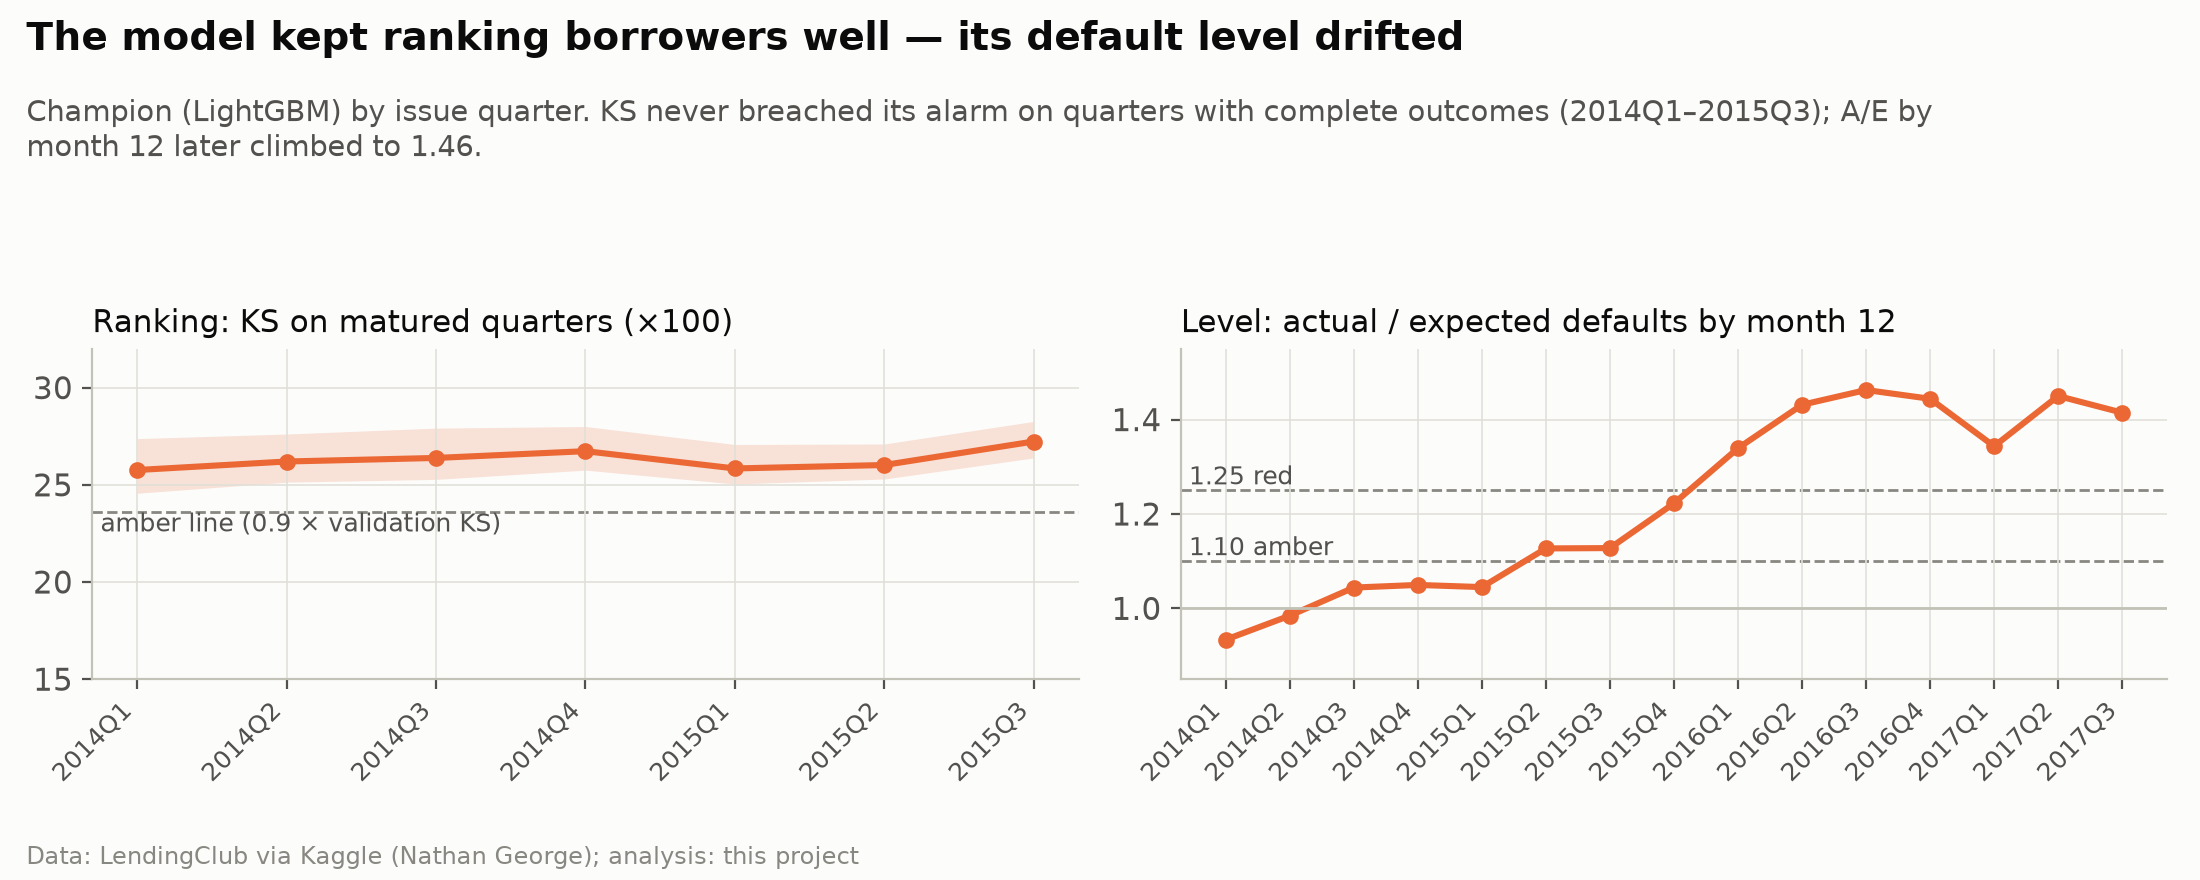 The model kept ranking borrowers well — its default level drifted
Champion (LightGBM) by issue quarter. KS never breached its alarm on quarters with complete outcomes (2014Q1–2015Q3); A/E by
month 12 later climbed to 1.46.
Ranking: KS on matured quarters (×100)
30
25
20
15
amber line (0.9 × validation KS)
2014Q1
2014Q2
2014Q3
2014Q4
2015Q1
2015Q2
2015Q3
Level: actual / expected defaults by month 12
1.4
1.2
1.0
1.25 red
1.10 amber
2014Q1
2014Q2
2014Q3
2014Q4
2015Q1
2015Q2
2015Q3
2015Q4
2016Q1
2016Q2
2016Q3
2016Q4
2017Q1
2017Q2
2017Q3
Data: LendingClub via Kaggle (Nathan George); analysis: this project